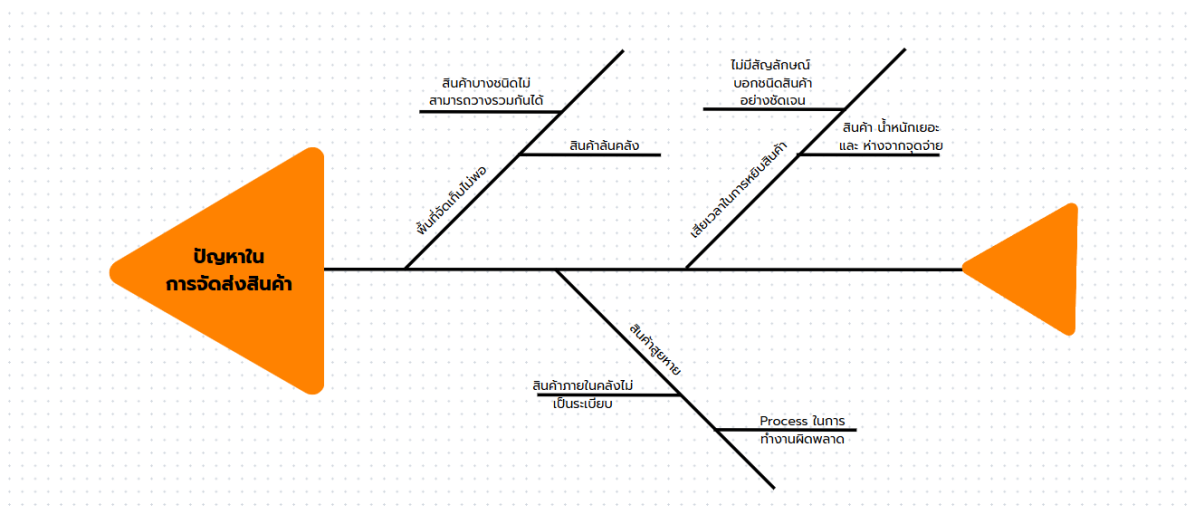 สินค้าบางชนิดไม่
สามารถวางรวมกันได้
สินค้าล้นคลัง
พื้นที่จัดเก็บไม่พอ
ไม่มีสัญลักษณ์
บอกชนิดสินค้า
อย่างชัดเจน
สินค้า น้ำหนักเยอะ
และ ห่างจากจุดจ่าย
เสียเวลาในการหยิบสินค้า
ปัญหาใน
การจัดส่งสินค้า
สินค้าสูยหาย
สินค้าภายในคลังไม่
เป็นระเบียบ
Process ในการ
ทำงานผิดพลาด